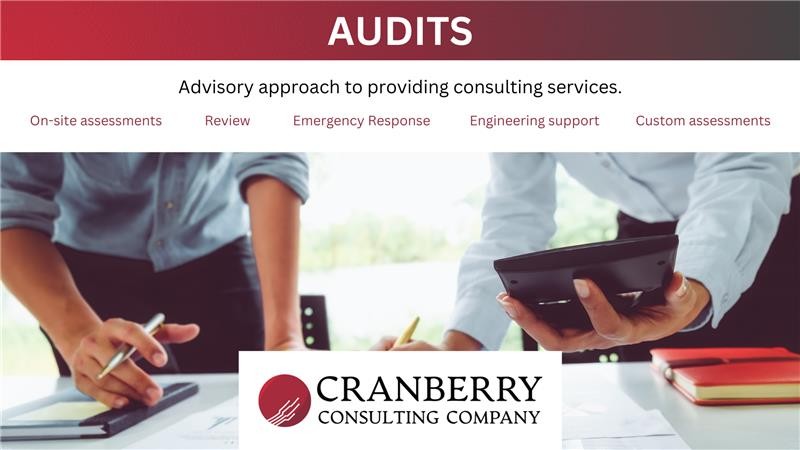 AUDITS
Advisory approach to providing consulting services.
On-site assessments Review Emergency Response Engineering support Custom assessments
CRANBERRY
CONSULTING COMPANY